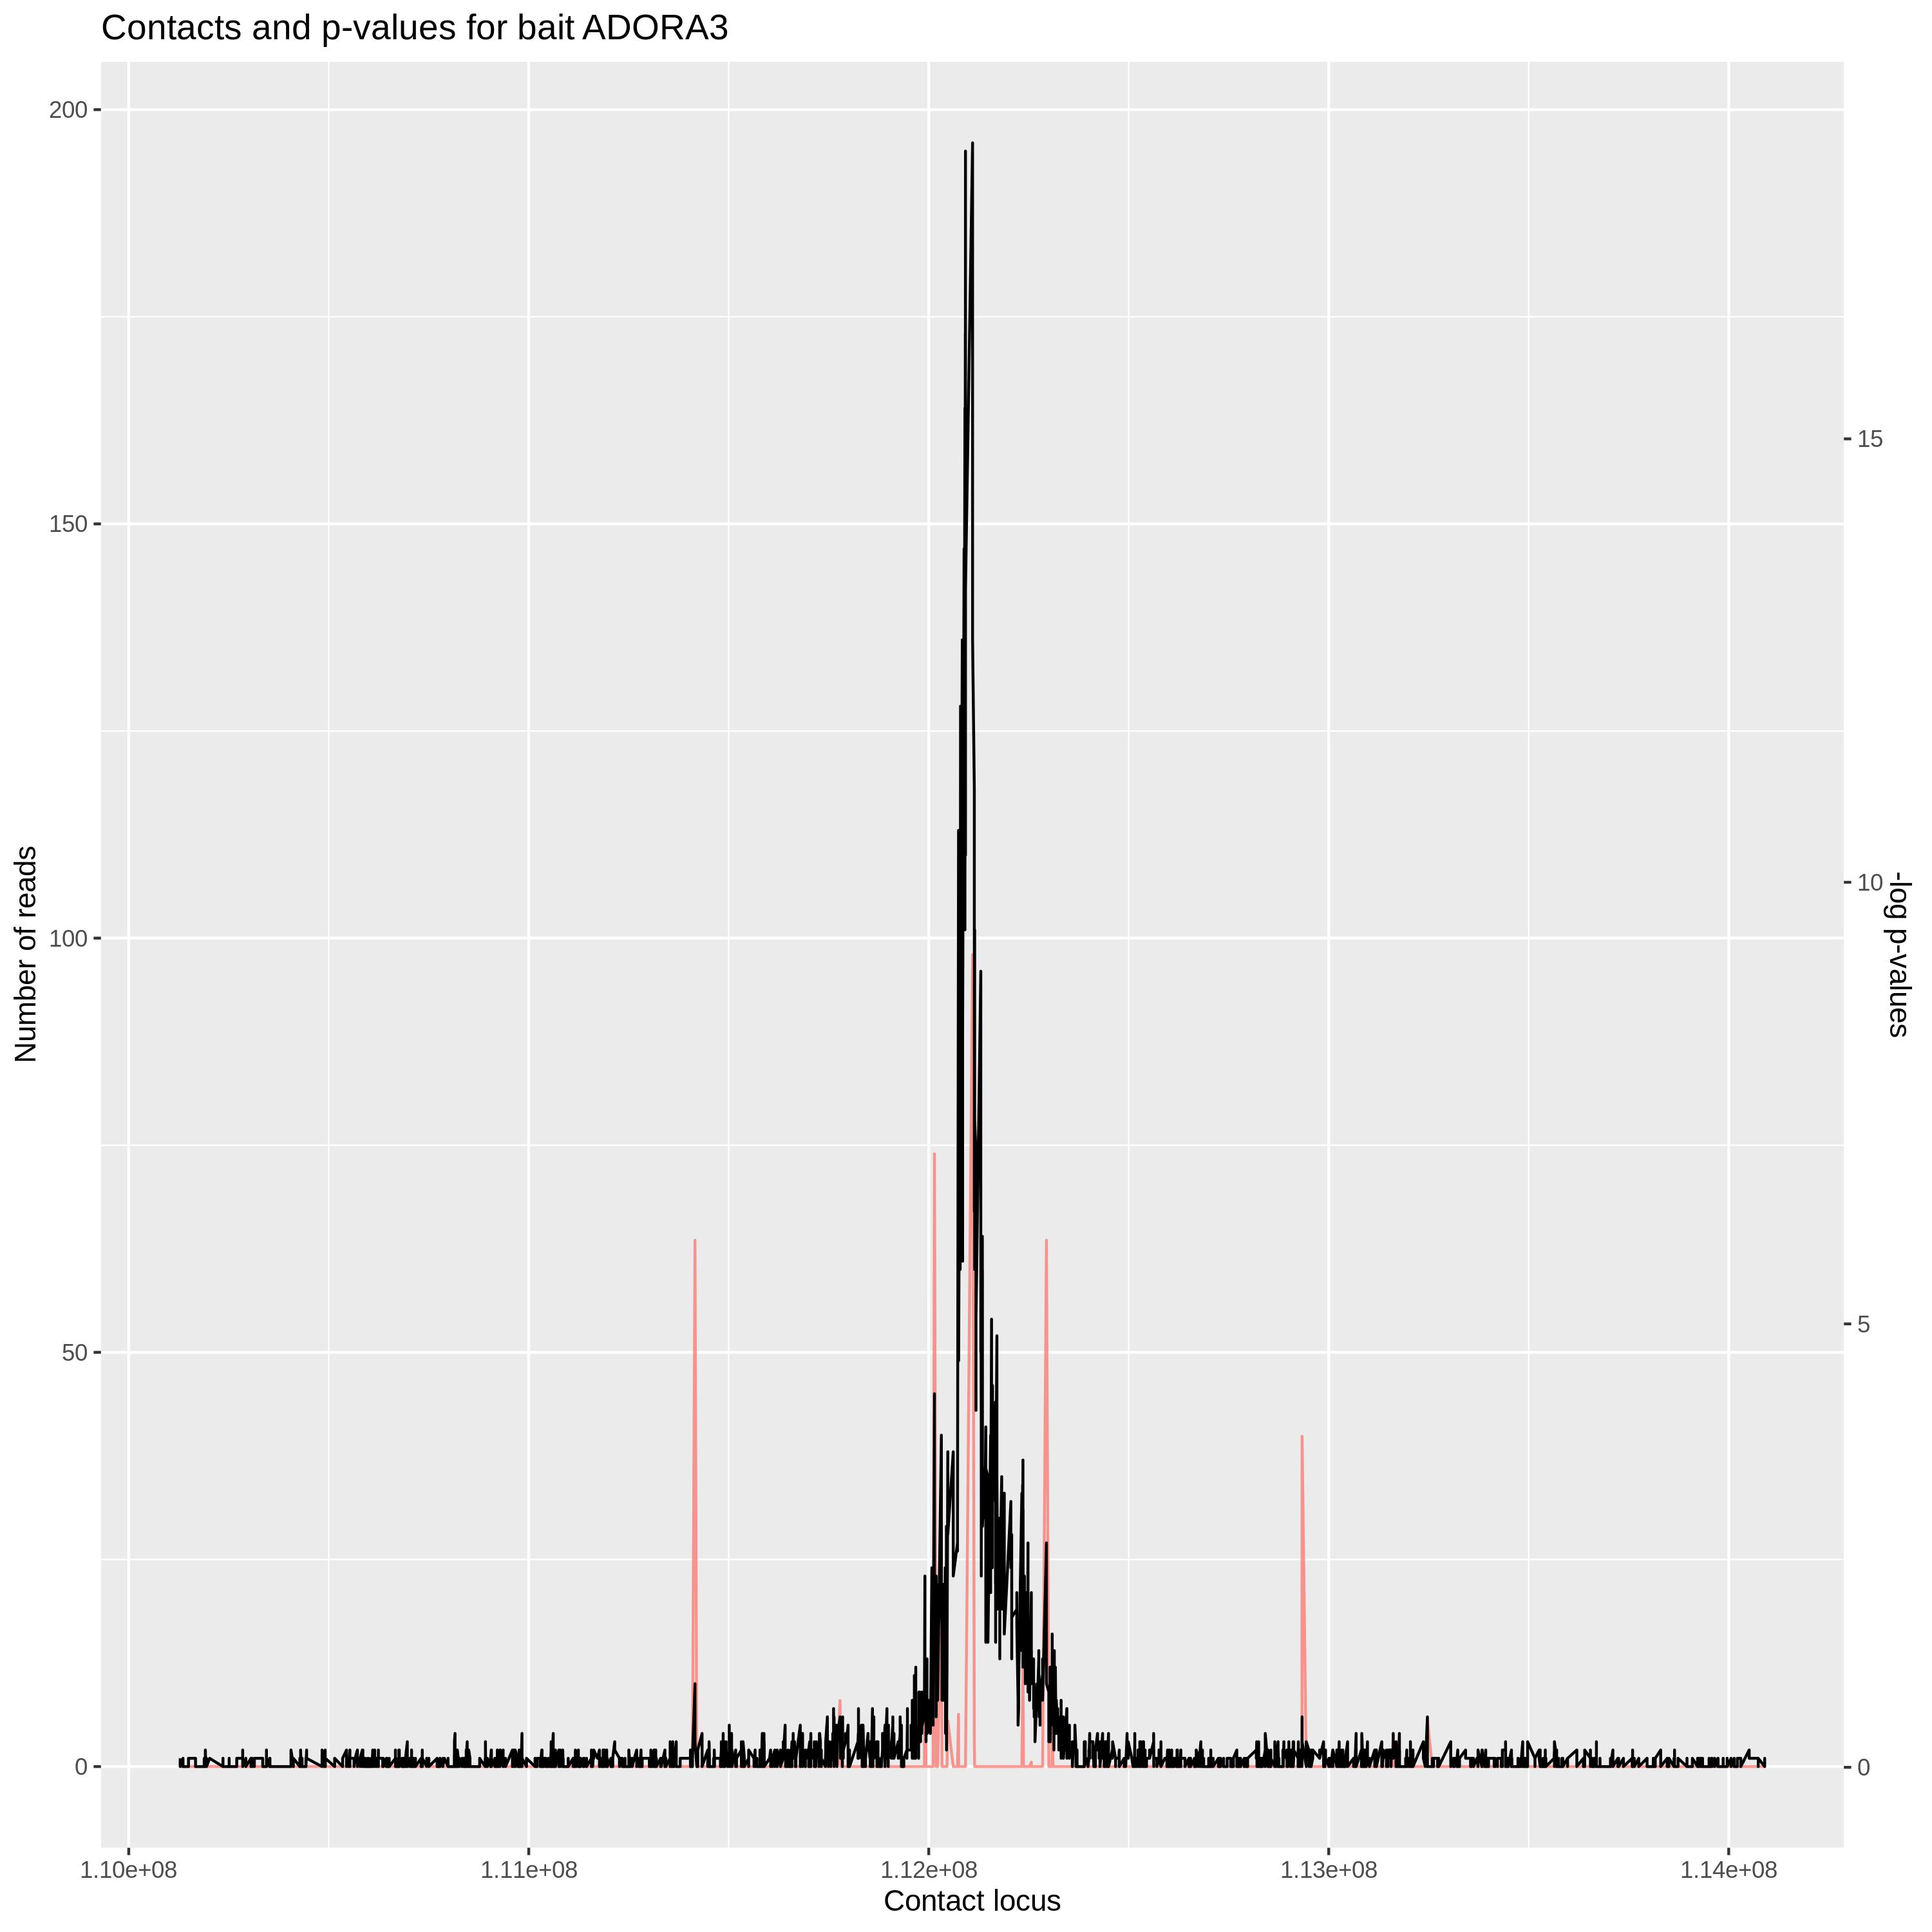 Contacts and p-values for bait ADORA3
200
150
100
50
0
Number of reads
15
10
5
0
-log p-values
1.10e+08
1.11e+08
1.12e+08
1.13e+08
1.14e+08
Contact locus